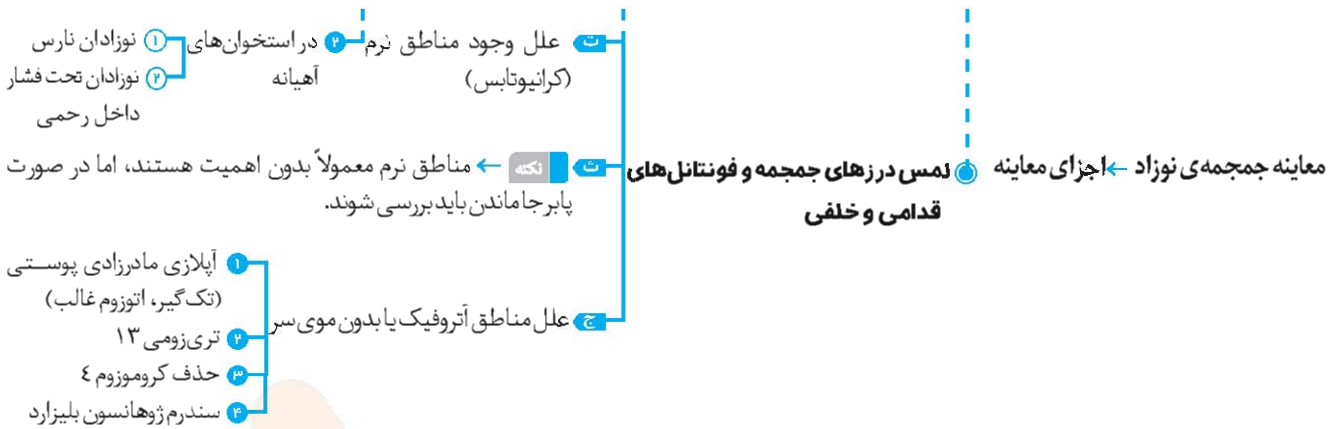 معاینه جمجمه‌ی نوزاد ← اجزای معاینه
لمس درزهای جمجمه و فونتانل‌های
قدامی و خلفی
ت علل وجود مناطق نرم
(کرانیوتابس)
۲ در استخوان‌های
آهیانه
۱ نوزادان نارس
۲ نوزادان تحت فشار
داخل رحمی
ث نکته ← مناطق نرم معمولاً بدون اهمیت هستند، اما در صورت
پابرجا ماندن باید بررسی شوند.
ج علل مناطق آتروفیک یا بدون موی سر
۱ آپلازی مادرزادی پوستی
(تک‌گیر، اتوزوم غالب)
۲ تری‌زومی ۱۳
۳ حذف کروموزوم ٤
۴ سندرم ژوهانسون بلیزارد